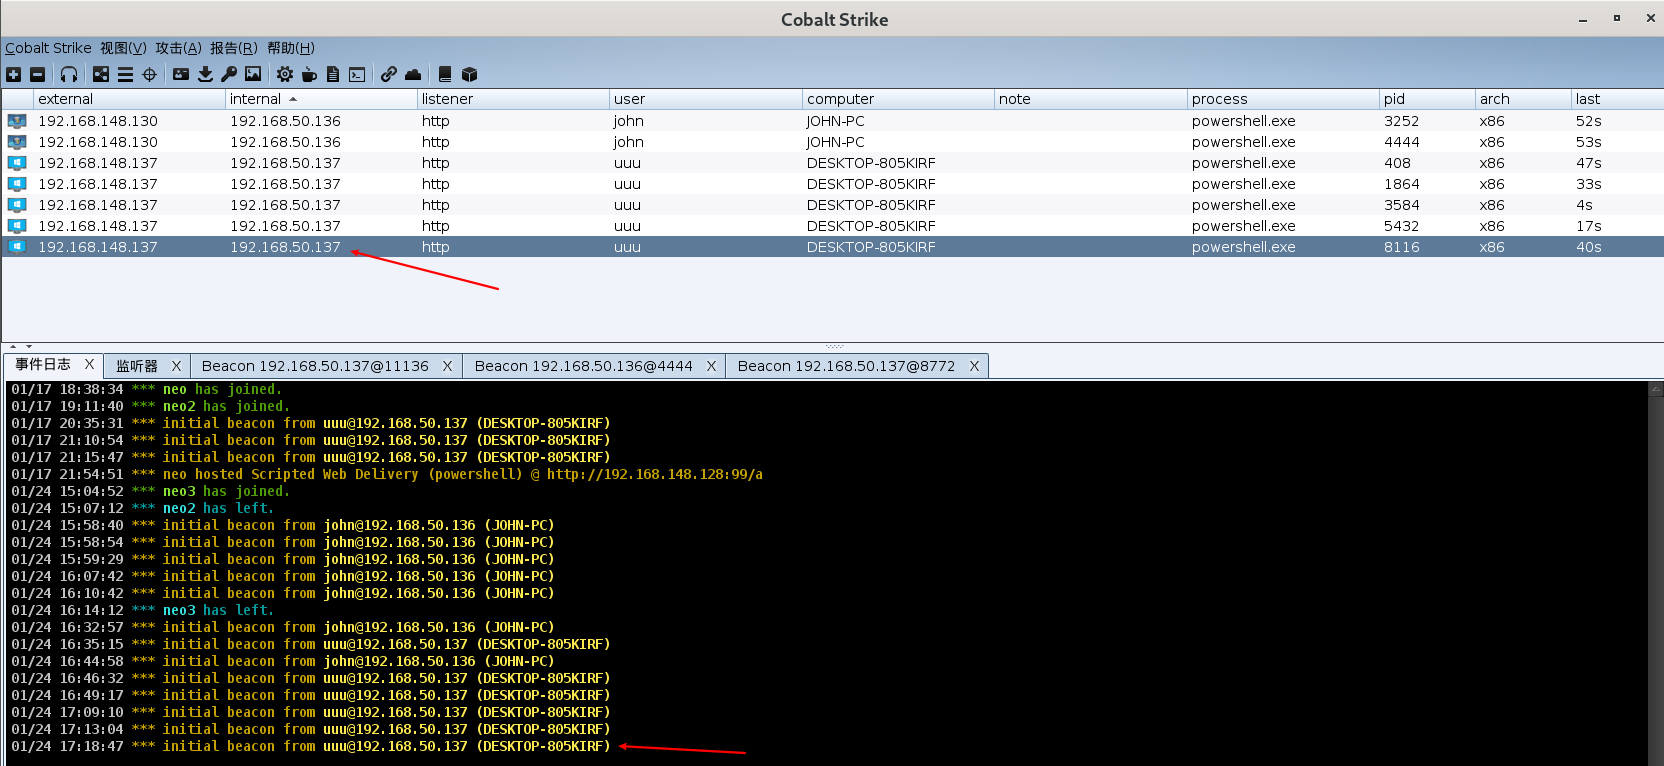 Cobalt Strike
Cobalt Strike 视图(V) 攻击(A) 报告(R) 帮助(H)
external internal listener user computer note process pid arch last
192.168.148.130 192.168.50.136 http john JOHN-PC powershell.exe 3252 x86 52s
192.168.148.130 192.168.50.136 http john JOHN-PC powershell.exe 4444 x86 53s
192.168.148.137 192.168.50.137 http uuu DESKTOP-805KIRF powershell.exe 408 x86 47s
192.168.148.137 192.168.50.137 http uuu DESKTOP-805KIRF powershell.exe 1864 x86 33s
192.168.148.137 192.168.50.137 http uuu DESKTOP-805KIRF powershell.exe 3584 x86 4s
192.168.148.137 192.168.50.137 http uuu DESKTOP-805KIRF powershell.exe 5432 x86 17s
192.168.148.137 192.168.50.137 http uuu DESKTOP-805KIRF powershell.exe 8116 x86 40s
事件日志 X 监听器 X Beacon 192.168.50.137@11136 X Beacon 192.168.50.136@4444 X Beacon 192.168.50.137@8772 X
01/17 18:38:34 *** neo has joined.
01/17 19:11:40 *** neo2 has joined.
01/17 20:35:31 *** initial beacon from uuu@192.168.50.137 (DESKTOP-805KIRF)
01/17 21:10:54 *** initial beacon from uuu@192.168.50.137 (DESKTOP-805KIRF)
01/17 21:15:47 *** initial beacon from uuu@192.168.50.137 (DESKTOP-805KIRF)
01/17 21:54:51 *** neo hosted Scripted Web Delivery (powershell) @ http://192.168.148.128:99/a
01/24 15:04:52 *** neo3 has joined.
01/24 15:07:12 *** neo2 has left.
01/24 15:58:40 *** initial beacon from john@192.168.50.136 (JOHN-PC)
01/24 15:58:54 *** initial beacon from john@192.168.50.136 (JOHN-PC)
01/24 15:59:29 *** initial beacon from john@192.168.50.136 (JOHN-PC)
01/24 16:07:42 *** initial beacon from john@192.168.50.136 (JOHN-PC)
01/24 16:10:42 *** initial beacon from john@192.168.50.136 (JOHN-PC)
01/24 16:14:12 *** neo3 has left.
01/24 16:32:57 *** initial beacon from john@192.168.50.136 (JOHN-PC)
01/24 16:35:15 *** initial beacon from uuu@192.168.50.137 (DESKTOP-805KIRF)
01/24 16:44:58 *** initial beacon from john@192.168.50.136 (JOHN-PC)
01/24 16:46:32 *** initial beacon from uuu@192.168.50.137 (DESKTOP-805KIRF)
01/24 16:49:17 *** initial beacon from uuu@192.168.50.137 (DESKTOP-805KIRF)
01/24 17:09:10 *** initial beacon from uuu@192.168.50.137 (DESKTOP-805KIRF)
01/24 17:13:04 *** initial beacon from uuu@192.168.50.137 (DESKTOP-805KIRF)
01/24 17:18:47 *** initial beacon from uuu@192.168.50.137 (DESKTOP-805KIRF)